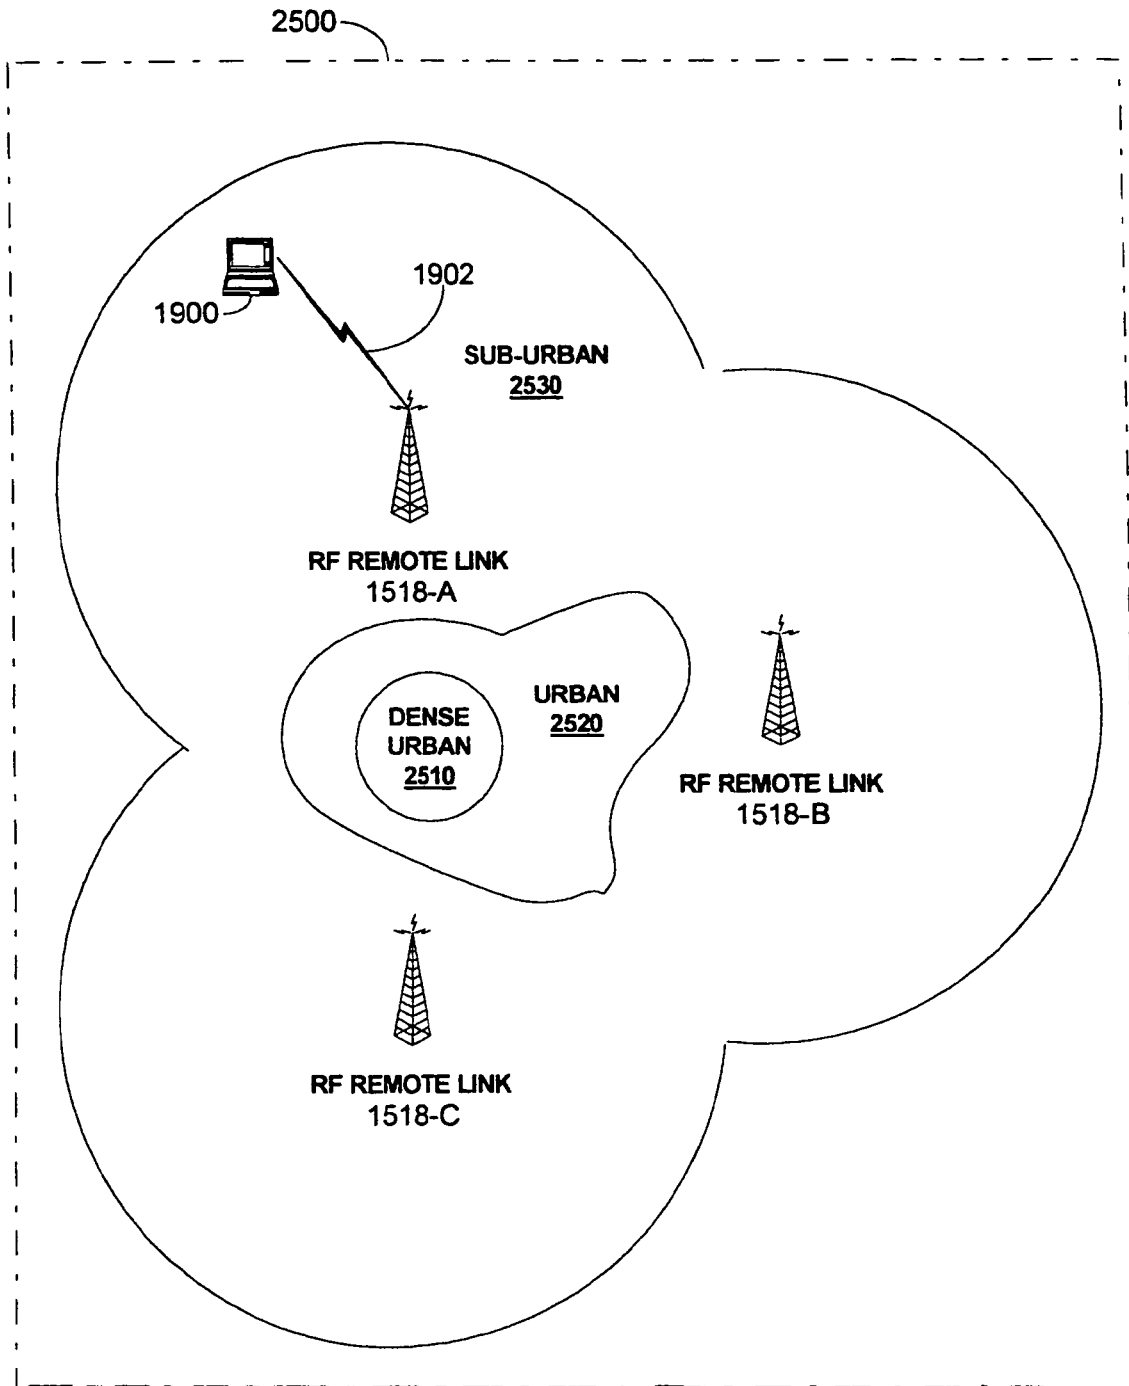 2500
1902
1900
SUB-URBAN
2530
RF REMOTE LINK
1518-A
URBAN
2520
DENSE
URBAN
2510
RF REMOTE LINK
1518-B
RF REMOTE LINK
1518-C